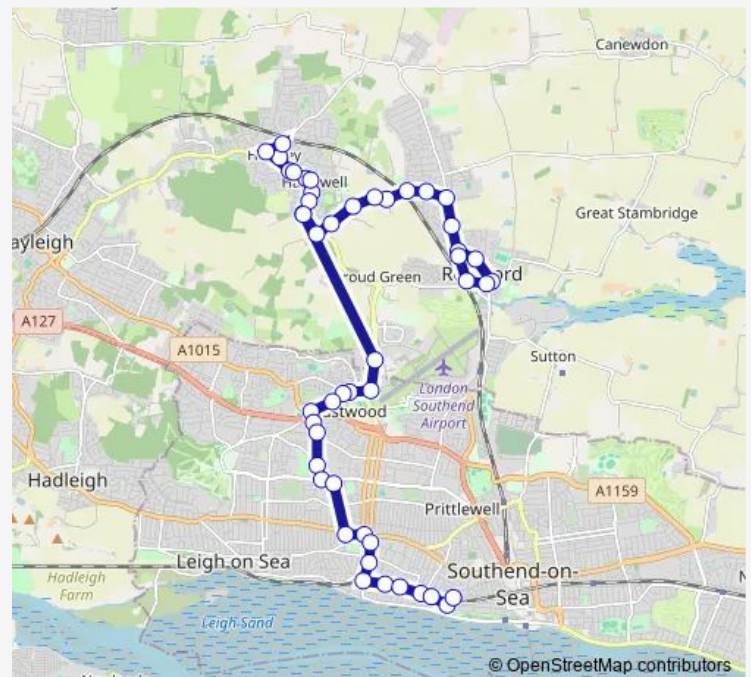 Canewdon
Great Stambridge
roud Green
ayleigh
A127
A1015
Sutton
London
Southend
Airport
stwood
Hadleigh
A1159
Prittlewell
Leigh on Sea
Southend-on-
Sea
Hadleigh
Farm
Leigh Sand
© OpenStreetMap contributors